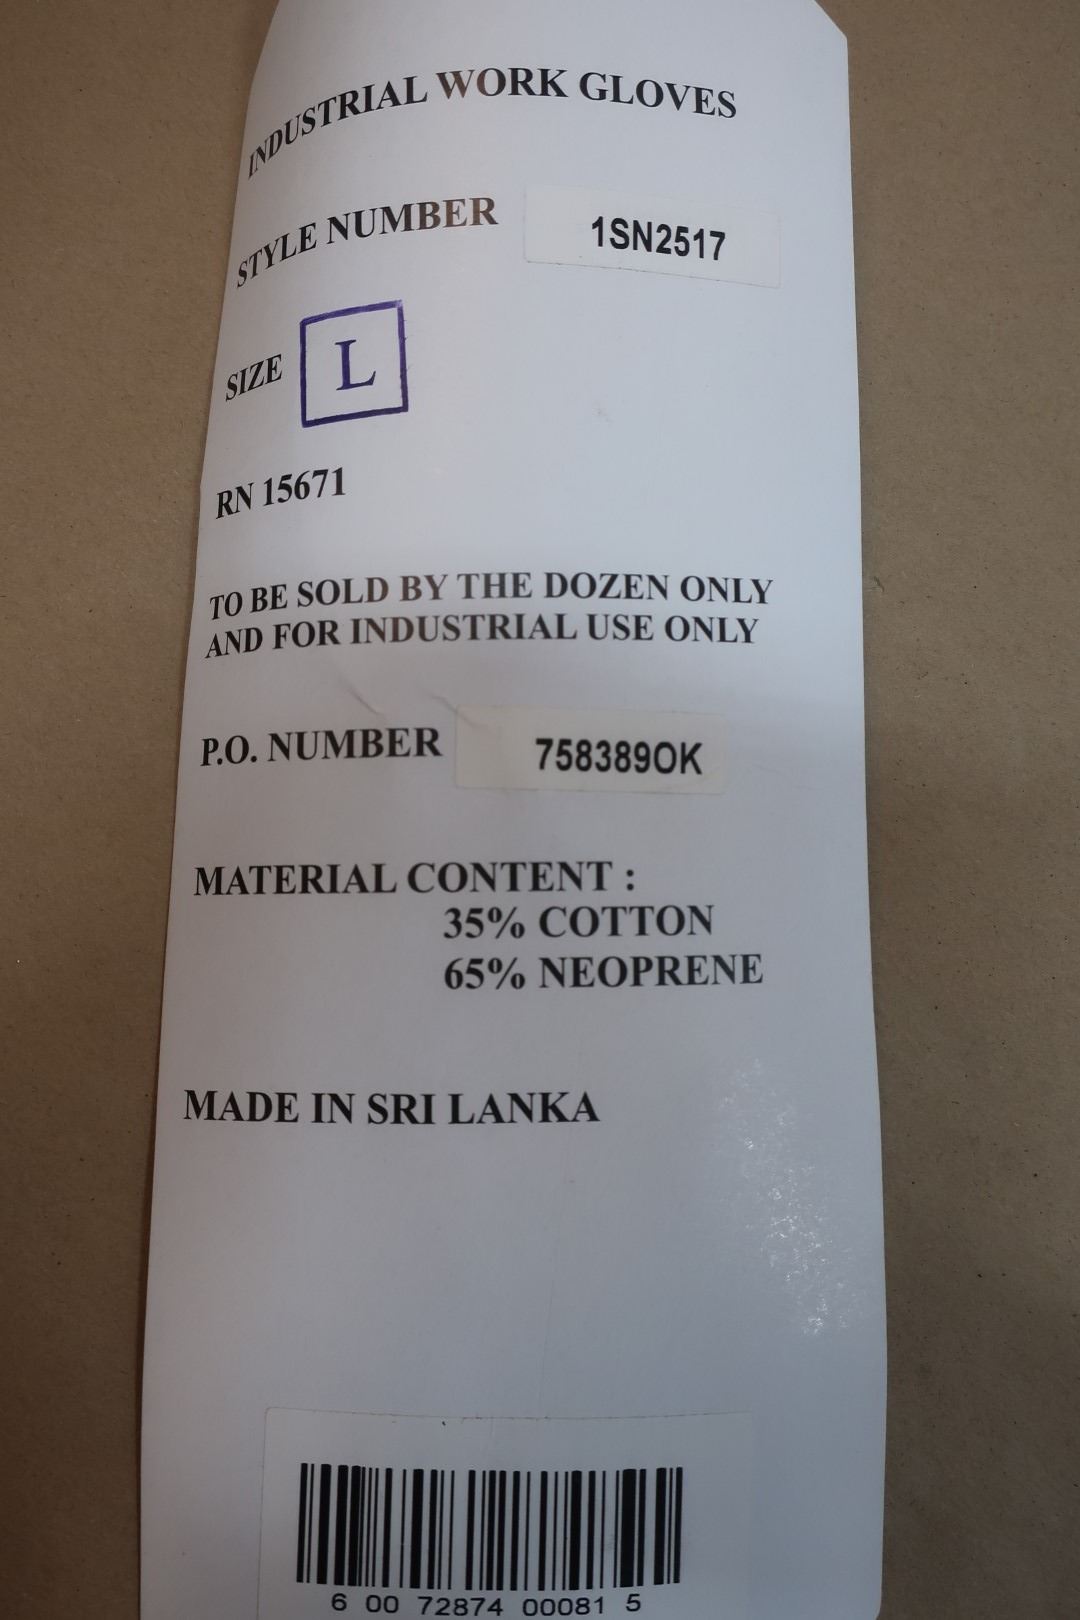 INDUSTRIAL WORK GLOVES
STYLE NUMBER 1SN2517
SIZE L
RN 15671
TO BE SOLD BY THE DOZEN ONLY
AND FOR INDUSTRIAL USE ONLY
P.O. NUMBER 758389OK
MATERIAL CONTENT :
35% COTTON
65% NEOPRENE
MADE IN SRI LANKA
6 00 72874 00081 5